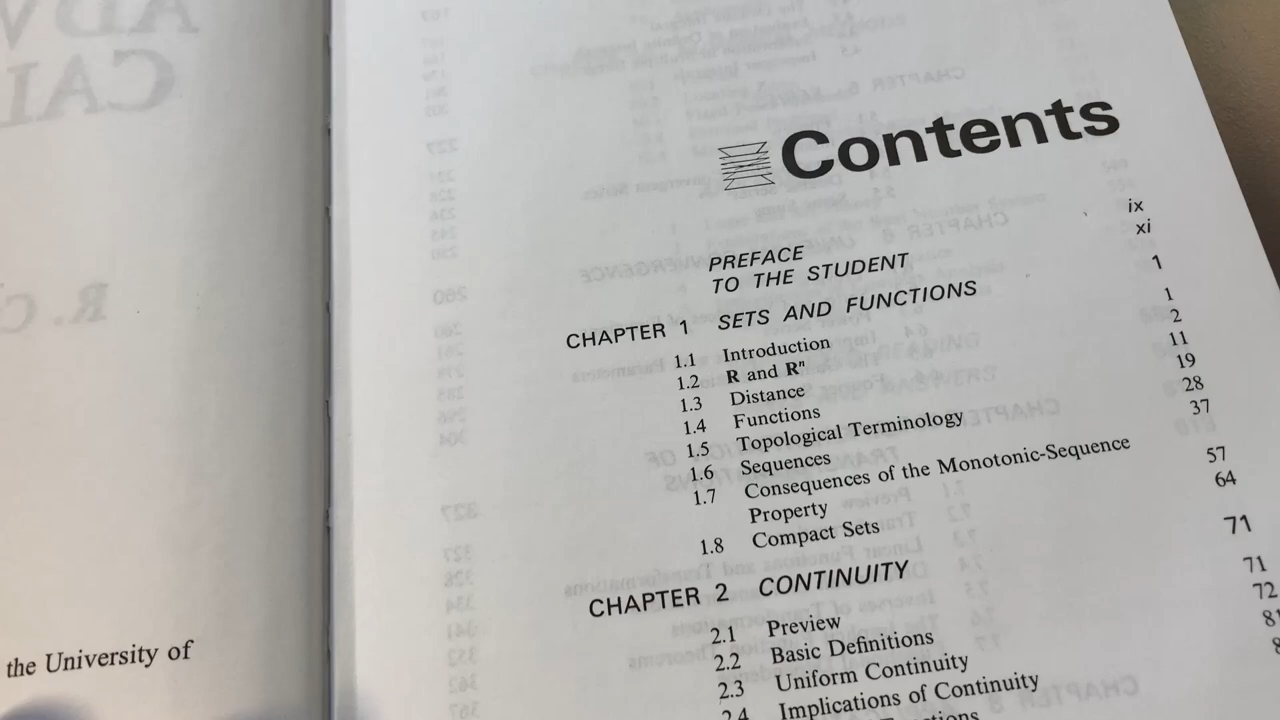 the University of
Contents
PREFACE ix
TO THE STUDENT xi
CHAPTER 1 SETS AND FUNCTIONS 1
1.1 Introduction 1
1.2 R and Rⁿ 2
1.3 Distance 11
1.4 Functions 19
1.5 Topological Terminology 28
1.6 Sequences 37
1.7 Consequences of the Monotonic-Sequence
Property 57
1.8 Compact Sets 64
CHAPTER 2 CONTINUITY 71
2.1 Preview 71
2.2 Basic Definitions 72
2.3 Uniform Continuity 81
2.4 Implications of Continuity